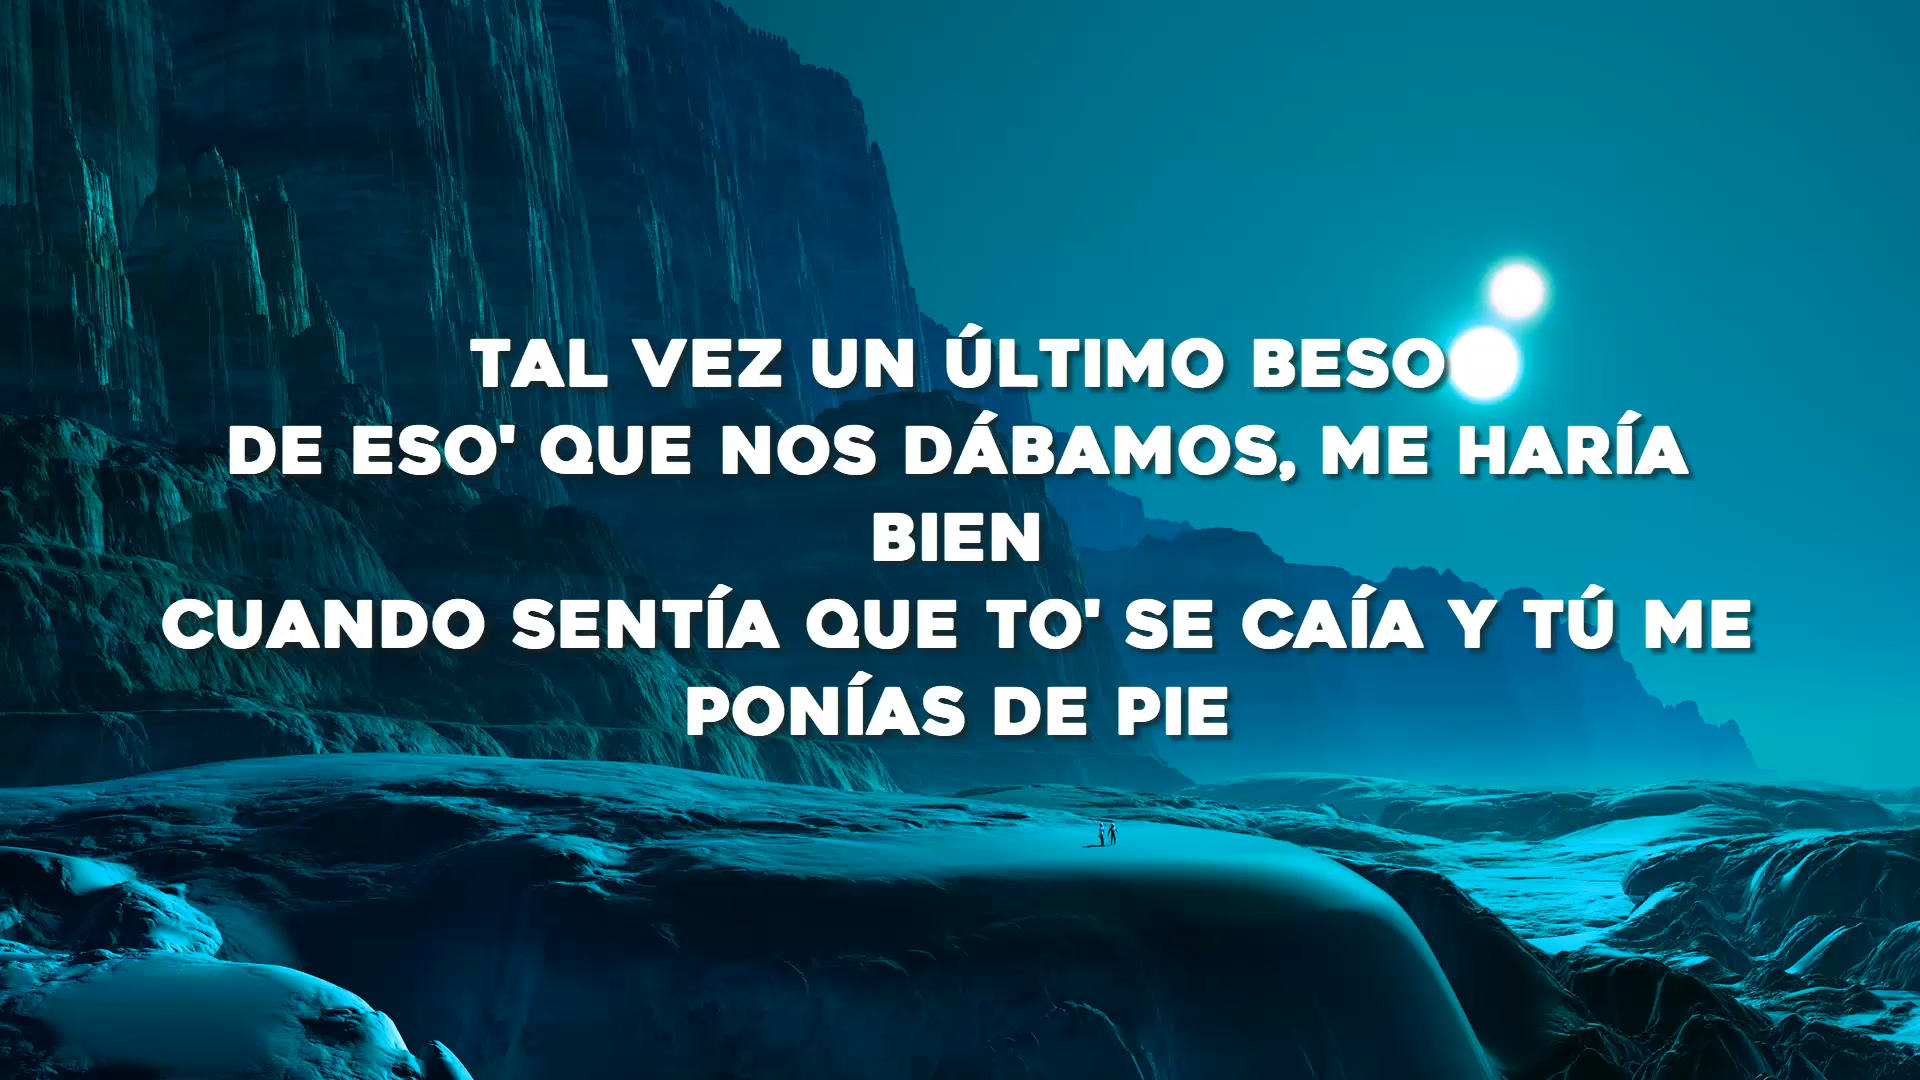 TAL VEZ UN ÚLTIMO BESO
DE ESO' QUE NOS DÁBAMOS, ME HARÍA
BIEN
CUANDO SENTÍA QUE TO' SE CAÍA Y TÚ ME
PONÍAS DE PIE